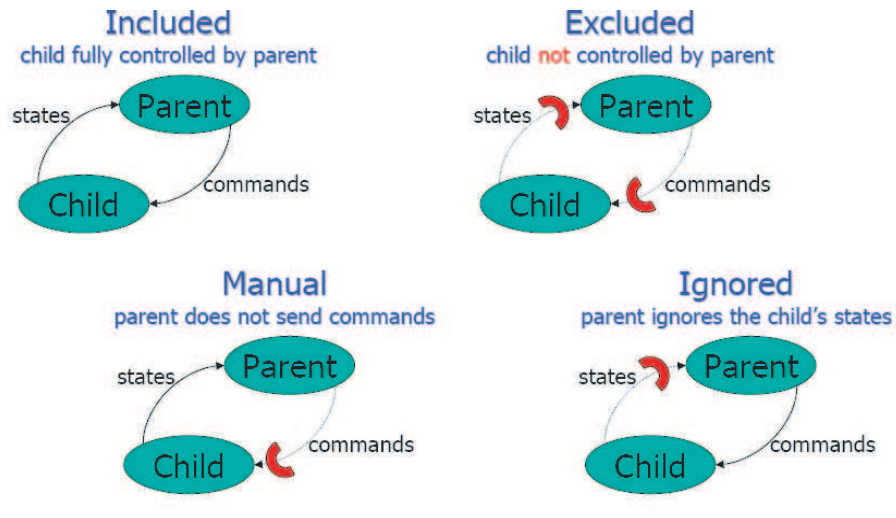 Included
child fully controlled by parent
Parent
states
commands
Child
Excluded
child not controlled by parent
Parent
states
commands
Child
Manual
parent does not send commands
Parent
states
commands
Child
Ignored
parent ignores the child's states
Parent
states
commands
Child